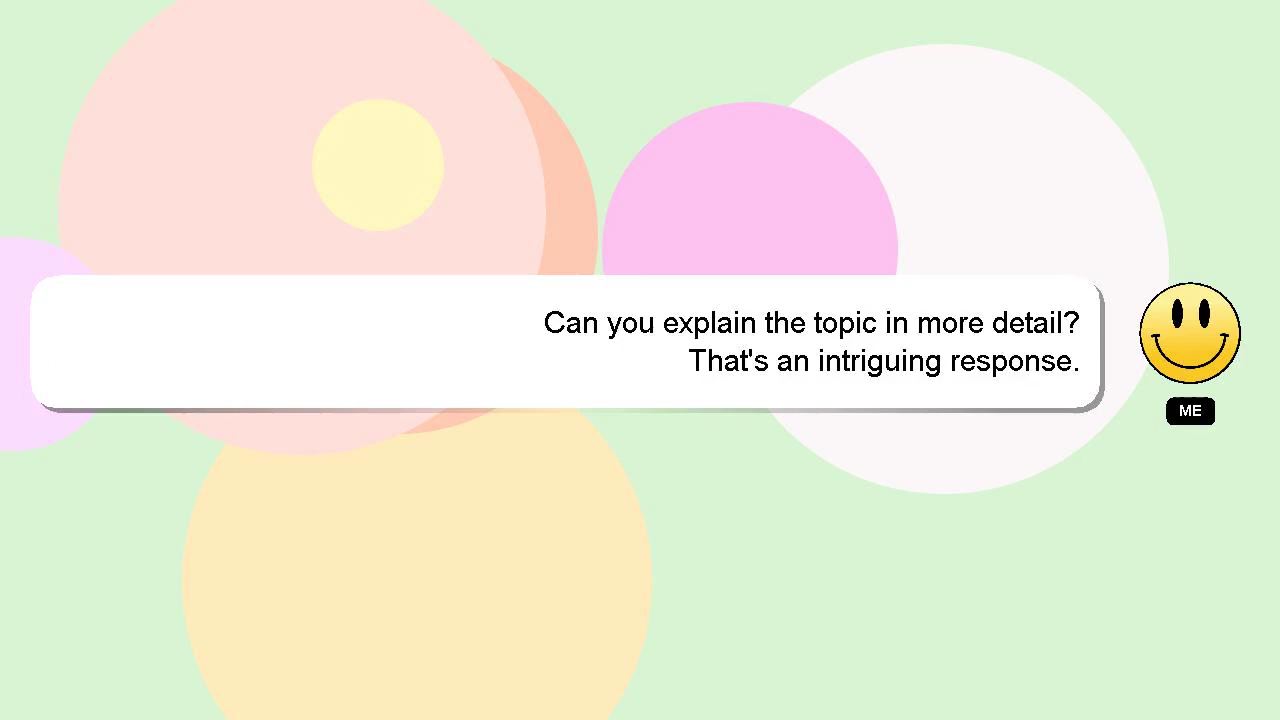 Can you explain the topic in more detail?
That's an intriguing response.
ME